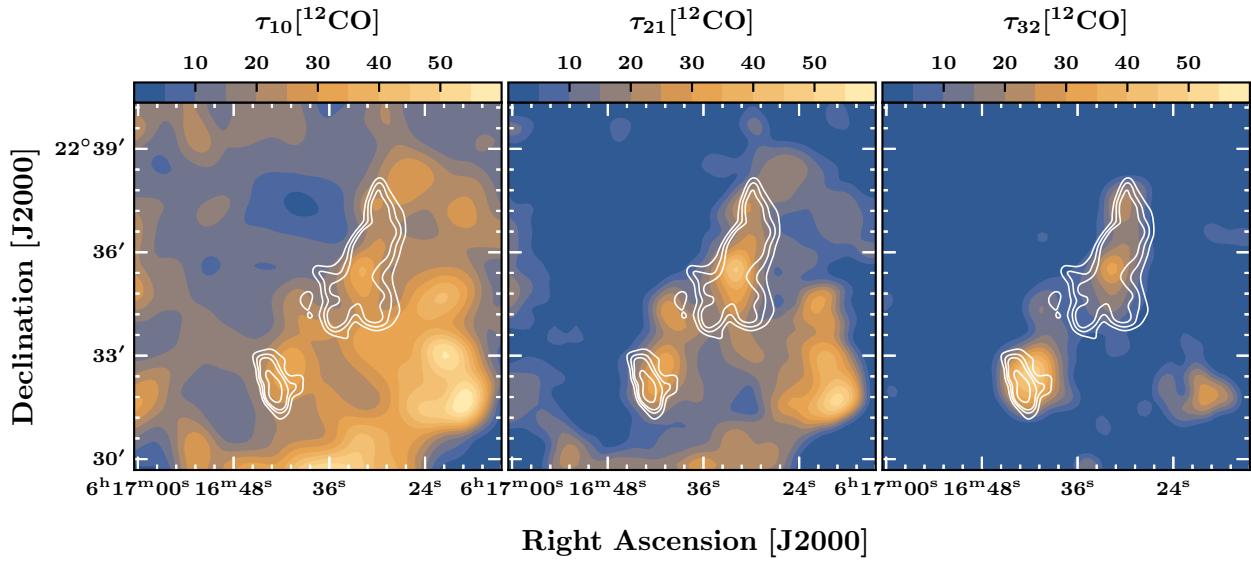 τ₁₀[¹²CO] τ₂₁[¹²CO] τ₃₂[¹²CO]
10 20 30 40 50 10 20 30 40 50 10 20 30 40 50
22°39′
36′
33′
30′
6ʰ17ᵐ00ˢ 16ᵐ48ˢ 36ˢ 24ˢ 6ʰ17ᵐ00ˢ 16ᵐ48ˢ 36ˢ 24ˢ 6ʰ17ᵐ00ˢ 16ᵐ48ˢ 36ˢ 24ˢ
Declination [J2000]
Right Ascension [J2000]